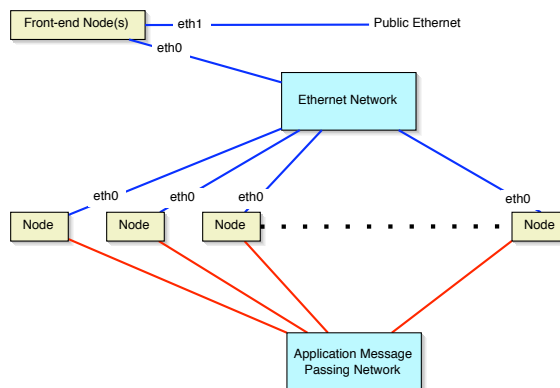 Front-end Node(s)
eth1
Public Ethernet
eth0
Ethernet Network
eth0
eth0
eth0
eth0
Node
Node
Node
Node
Application Message
Passing Network